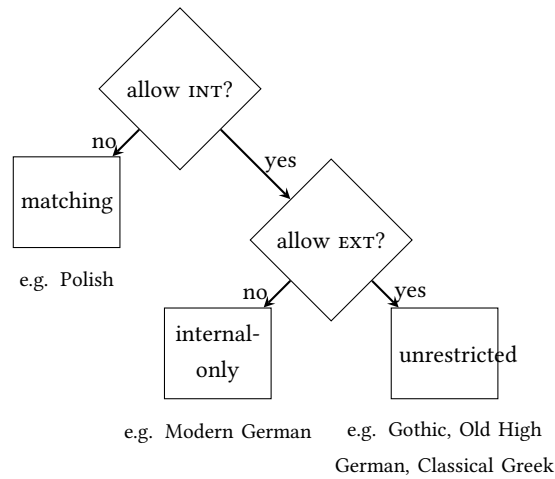 allow INT?
no
yes
matching
allow EXT?
e.g. Polish
no
yes
internal-
only
unrestricted
e.g. Modern German
e.g. Gothic, Old High
German, Classical Greek